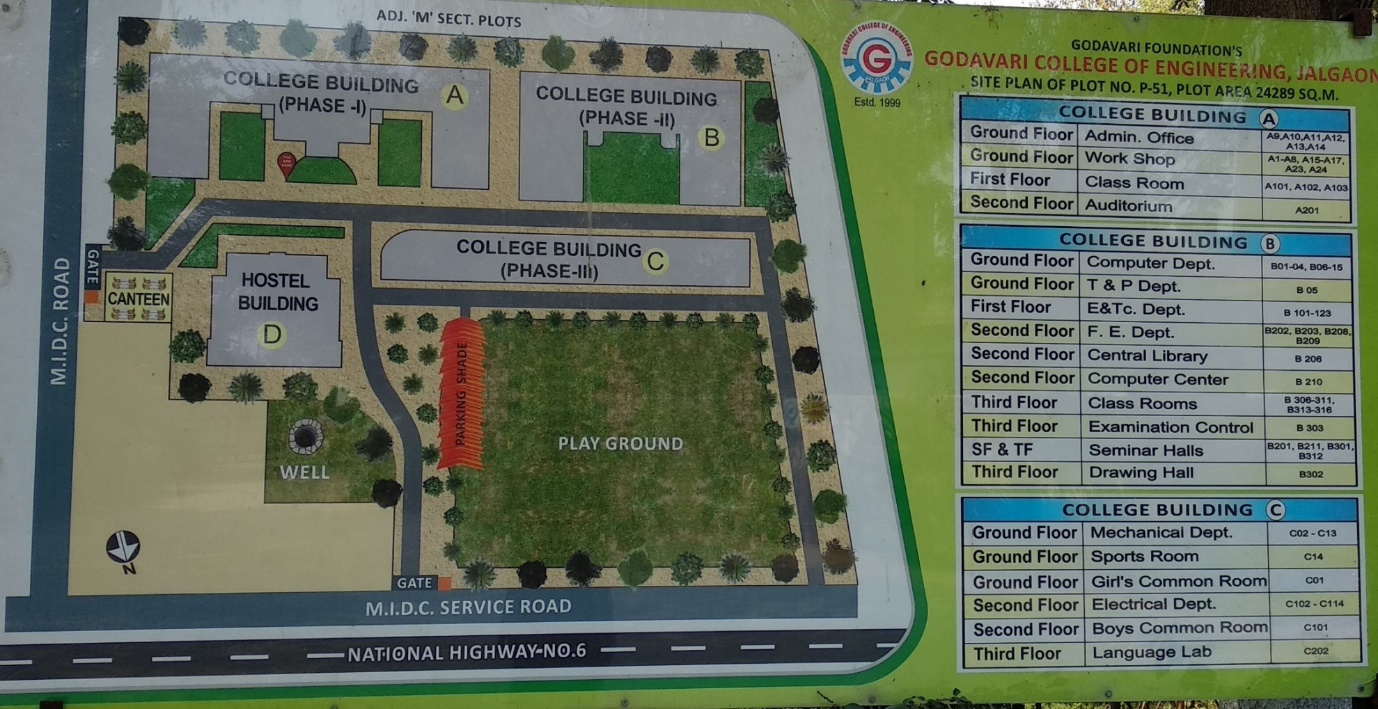 ADJ. 'M' SECT. PLOTS
COLLEGE BUILDING
(PHASE -I)
A
COLLEGE BUILDING
(PHASE -II)
B
YOU ARE HERE
COLLEGE BUILDING
(PHASE-III)
C
GATE
CANTEEN
HOSTEL
BUILDING
D
M.I.D.C. ROAD
PARKING SHADE
PLAY GROUND
WELL
N
GATE
M.I.D.C. SERVICE ROAD
NATIONAL HIGHWAY-NO.6
GODAVARI COLLEGE OF ENGINEERING
G
JALGAON
Estd. 1999
GODAVARI FOUNDATION'S
GODAVARI COLLEGE OF ENGINEERING, JALGAON
SITE PLAN OF PLOT NO. P-51, PLOT AREA 24289 SQ.M.
COLLEGE BUILDING A
Ground Floor Admin. Office A9,A10,A11,A12,
A13,A14
Ground Floor Work Shop A1-A8, A15-A17,
A23, A24
First Floor Class Room A101, A102, A103
Second Floor Auditorium A201
COLLEGE BUILDING B
Ground Floor Computer Dept. B01-04, B06-15
Ground Floor T & P Dept. B 05
First Floor E&Tc. Dept. B 101-123
Second Floor F. E. Dept. B202, B203, B208,
B209
Second Floor Central Library B 206
Second Floor Computer Center B 210
Third Floor Class Rooms B 306-311,
B313-316
Third Floor Examination Control B 303
SF & TF Seminar Halls B201, B211, B301,
B312
Third Floor Drawing Hall B302
COLLEGE BUILDING C
Ground Floor Mechanical Dept. C02 - C13
Ground Floor Sports Room C14
Ground Floor Girl's Common Room C01
Second Floor Electrical Dept. C102 - C114
Second Floor Boys Common Room C101
Third Floor Language Lab C202